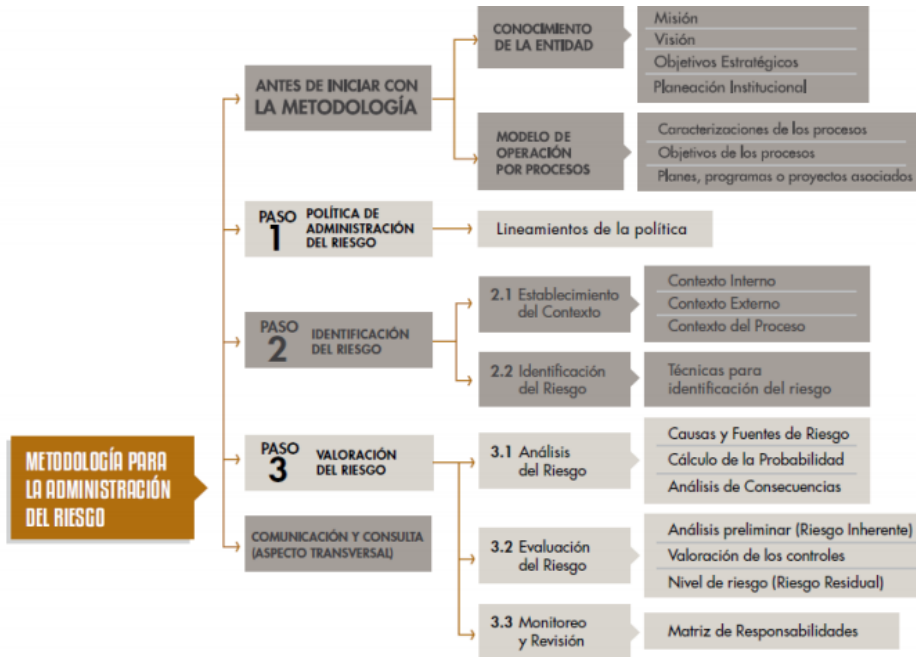 METODOLOGÍA PARA
LA ADMINISTRACIÓN
DEL RIESGO
ANTES DE INICIAR CON
LA METODOLOGÍA
CONOCIMIENTO
DE LA ENTIDAD
Misión
Visión
Objetivos Estratégicos
Planeación Institucional
MODELO DE
OPERACIÓN
POR PROCESOS
Caracterizaciones de los procesos
Objetivos de los procesos
Planes, programas o proyectos asociados
PASO
1
POLÍTICA DE
ADMINISTRACIÓN
DEL RIESGO
Lineamientos de la política
PASO
2
IDENTIFICACIÓN
DEL RIESGO
2.1 Establecimiento
del Contexto
Contexto Interno
Contexto Externo
Contexto del Proceso
2.2 Identificación
del Riesgo
Técnicas para
identificación del riesgo
PASO
3
VALORACIÓN
DEL RIESGO
3.1 Análisis
del Riesgo
Causas y Fuentes de Riesgo
Cálculo de la Probabilidad
Análisis de Consecuencias
3.2 Evaluación
del Riesgo
Análisis preliminar (Riesgo Inherente)
Valoración de los controles
Nivel de riesgo (Riesgo Residual)
3.3 Monitoreo
y Revisión
Matriz de Responsabilidades
COMUNICACIÓN Y CONSULTA
(ASPECTO TRANSVERSAL)